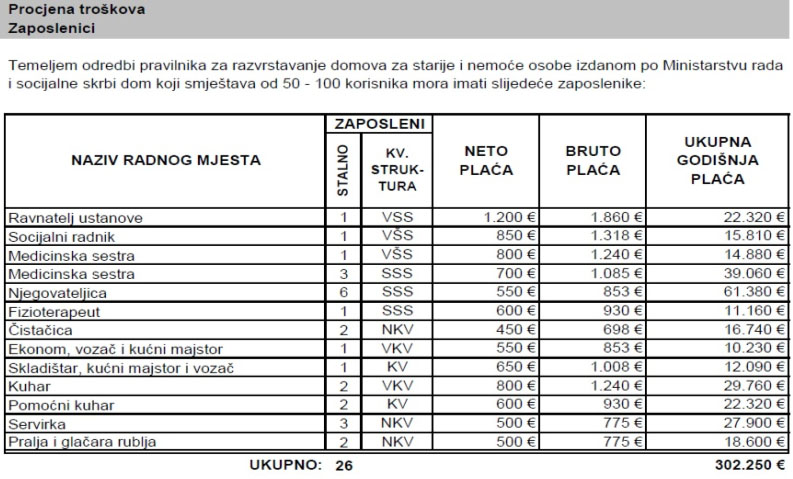 Procjena troškova
Zaposlenici
Temeljem odredbi pravilnika za razvrstavanje domova za starije i nemoće osobe izdanom po Ministarstvu rada
i socijalne skrbi dom koji smještava od 50 - 100 korisnika mora imati slijedeće zaposlenike:
NAZIV RADNOG MJESTA ZAPOSLENI NETO PLAĆA BRUTO PLAĆA UKUPNA GODIŠNJA PLAĆA
STALNO KV. STRUK-TURA
Ravnatelj ustanove 1 VSS 1.200 € 1.860 € 22.320 €
Socijalni radnik 1 VŠS 850 € 1.318 € 15.810 €
Medicinska sestra 1 VŠS 800 € 1.240 € 14.880 €
Medicinska sestra 3 SSS 700 € 1.085 € 39.060 €
Njegovateljica 6 SSS 550 € 853 € 61.380 €
Fizioterapeut 1 SSS 600 € 930 € 11.160 €
Čistačica 2 NKV 450 € 698 € 16.740 €
Ekonom, vozač i kućni majstor 1 VKV 550 € 853 € 10.230 €
Skladištar, kućni majstor i vozač 1 KV 650 € 1.008 € 12.090 €
Kuhar 2 VKV 800 € 1.240 € 29.760 €
Pomoćni kuhar 2 KV 600 € 930 € 22.320 €
Servirka 3 NKV 500 € 775 € 27.900 €
Pralja i glačara rublja 2 NKV 500 € 775 € 18.600 €
UKUPNO: 26 302.250 €